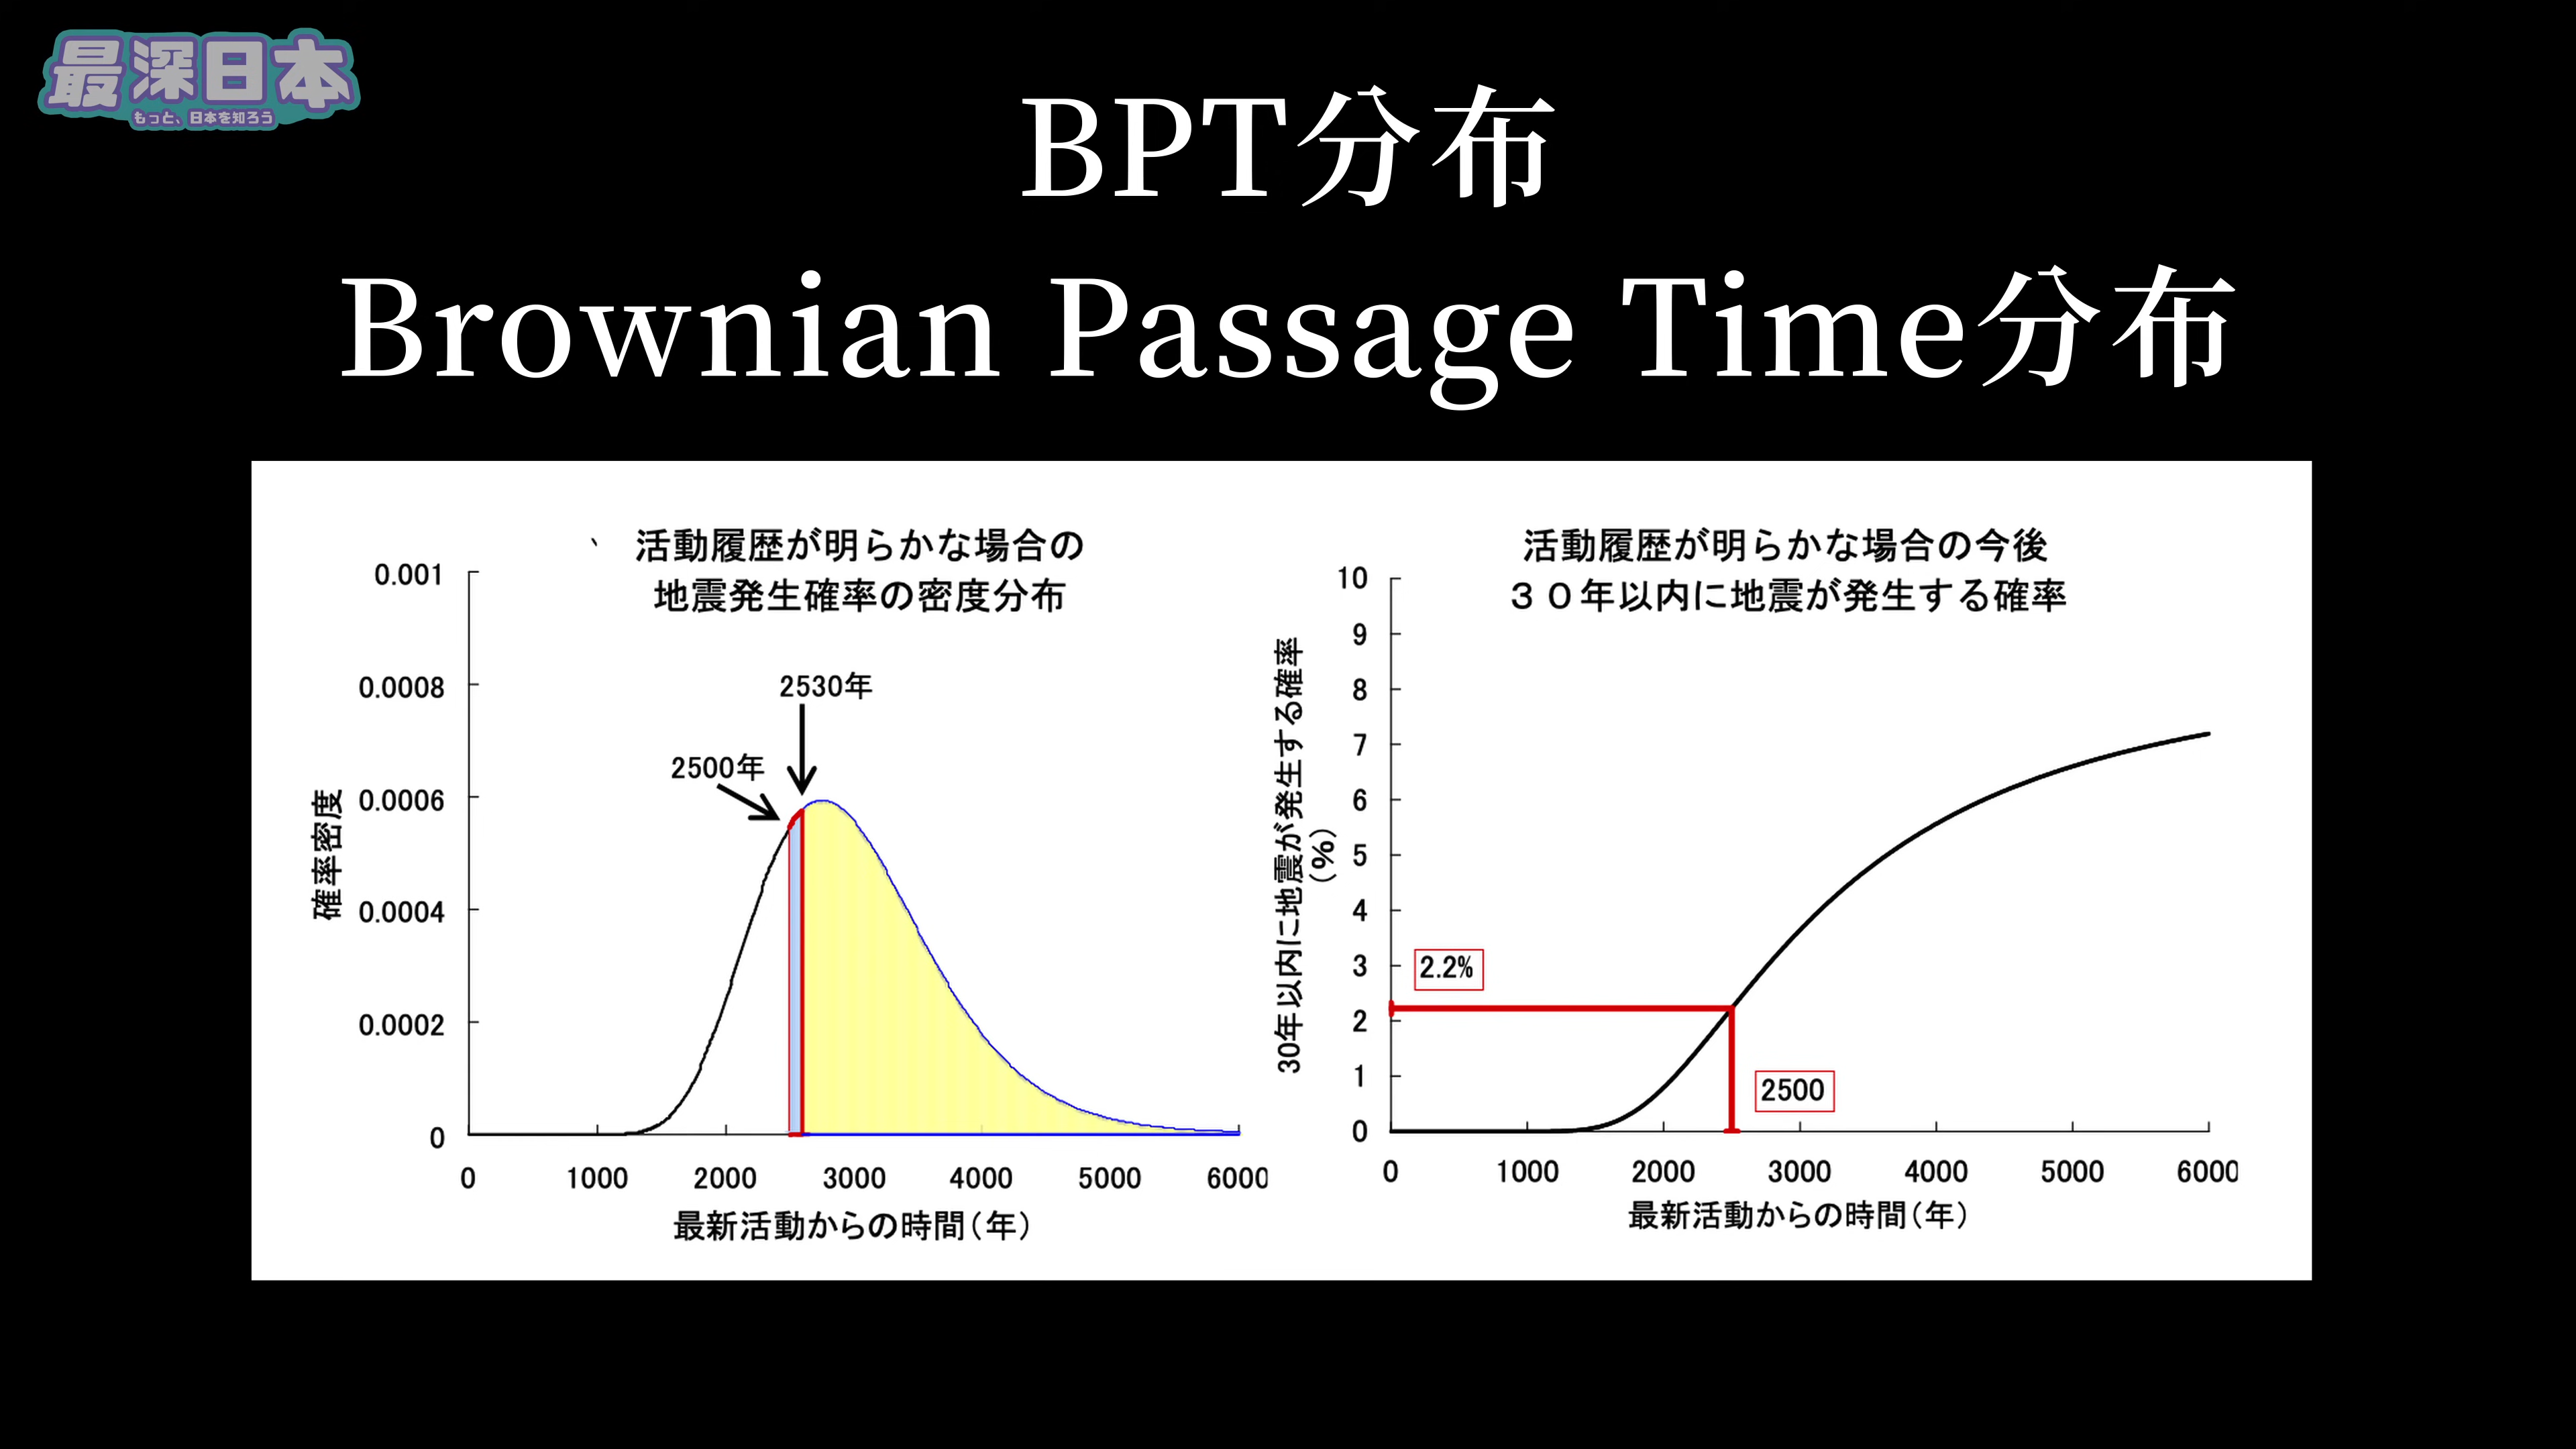 最深日本
もっと、日本を知ろう
BPT分布
Brownian Passage Time分布
活動履歴が明らかな場合の
地震発生確率の密度分布
2530年
2500年
確率密度
0.001
0.0008
0.0006
0.0004
0.0002
0
0 1000 2000 3000 4000 5000 6000
最新活動からの時間（年）
活動履歴が明らかな場合の今後
３０年以内に地震が発生する確率
30年以内に地震が発生する確率
（%）
10
9
8
7
6
5
4
3
2
1
0
2.2%
2500
0 1000 2000 3000 4000 5000 6000
最新活動からの時間（年）